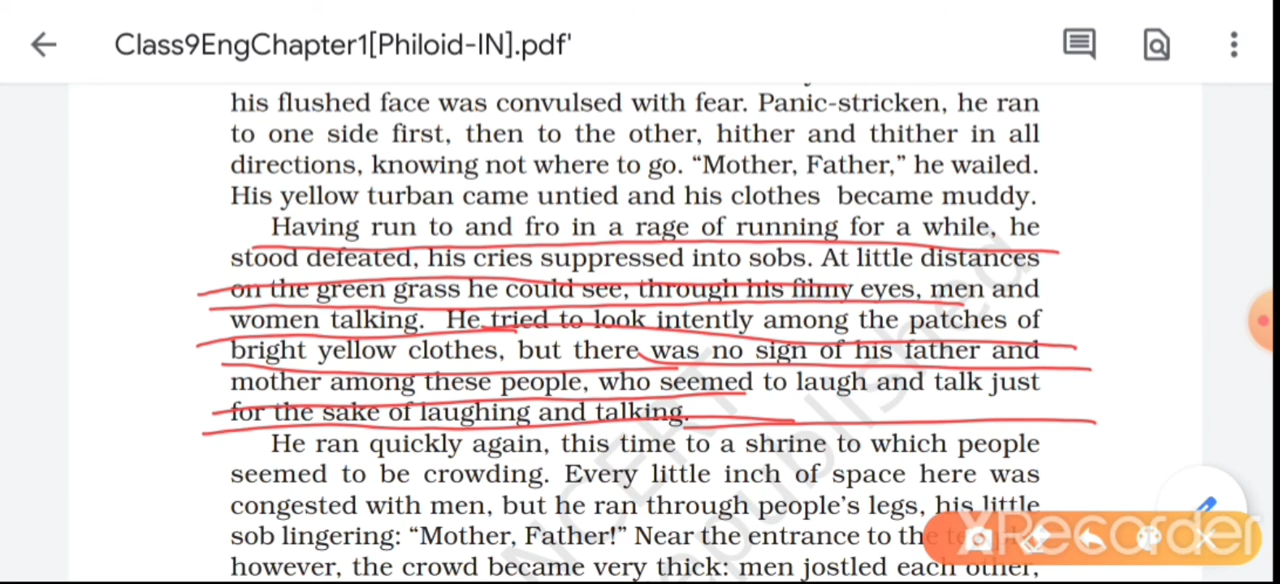 Class9EngChapter1[Philoid-IN].pdf'
his flushed face was convulsed with fear. Panic-stricken, he ran
to one side first, then to the other, hither and thither in all
directions, knowing not where to go. “Mother, Father,” he wailed.
His yellow turban came untied and his clothes became muddy.
Having run to and fro in a rage of running for a while, he
stood defeated, his cries suppressed into sobs. At little distances
on the green grass he could see, through his filmy eyes, men and
women talking. He tried to look intently among the patches of
bright yellow clothes, but there was no sign of his father and
mother among these people, who seemed to laugh and talk just
for the sake of laughing and talking.
He ran quickly again, this time to a shrine to which people
seemed to be crowding. Every little inch of space here was
congested with men, but he ran through people’s legs, his little
sob lingering: “Mother, Father!” Near the entrance to the
however, the crowd became very thick: men jostled each other,
XRecorder
NCERT
republished